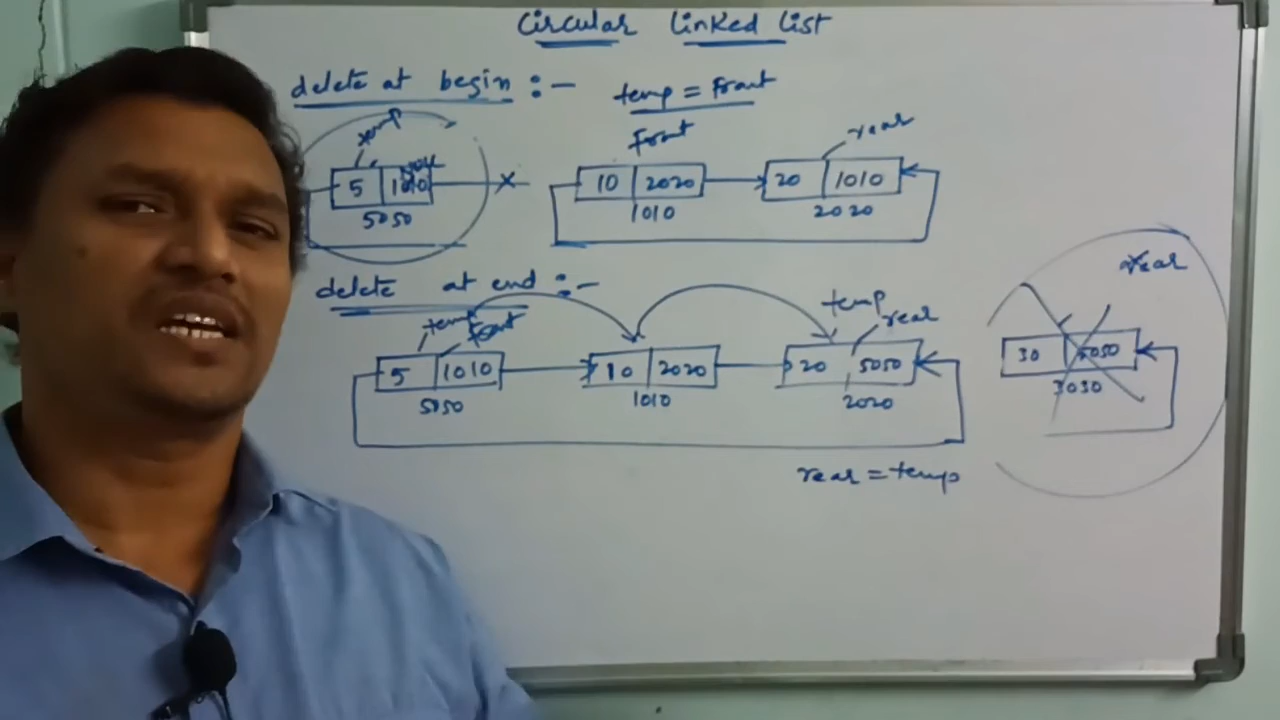 Circular Linked List
delete at begin :-
temp = Front
temp
Front
rear
5
10 2020
20 1010
5050
1010
2020
delete at end :-
rear
temp
temp Front
rear
5 1010
10 2020
20 5050
30 5050
5050
1010
2020
3030
rear = temp